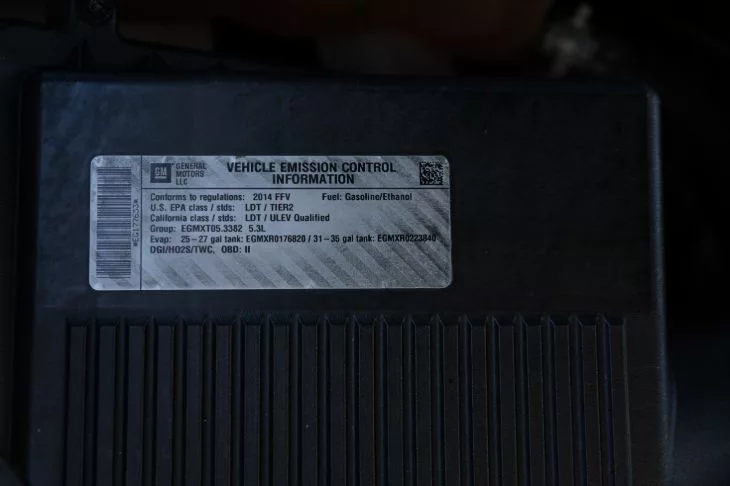 GM
GENERAL
MOTORS
LLC
VEHICLE EMISSION CONTROL
INFORMATION
Conforms to regulations: 2014 FFV Fuel: Gasoline/Ethanol
U.S. EPA class / stds: LDT / TIER2
California class / stds: LDT / ULEV Qualified
Group: EGMXT05.3382 5.3L
Evap: 25-27 gal tank: EGMXR0176820 / 31-35 gal tank: EGMXR0223840
DGI/HO2S/TWC, OBD: II